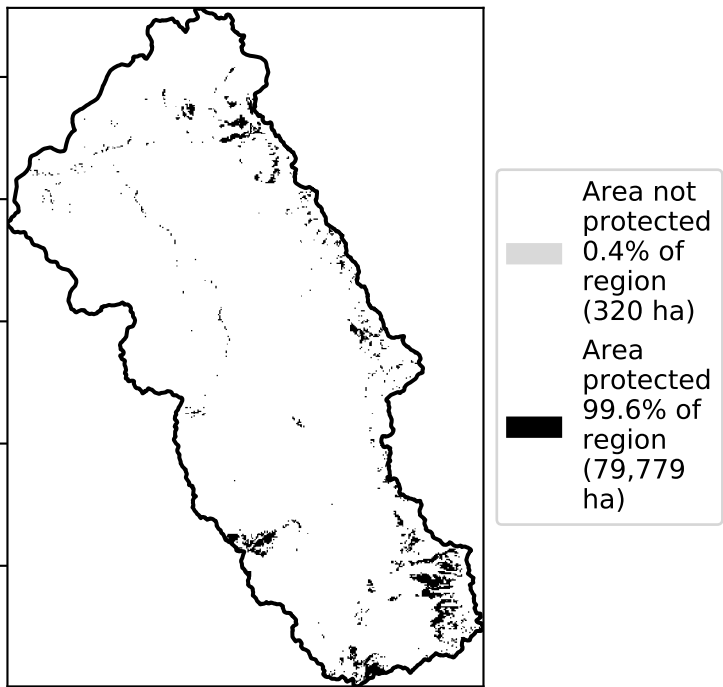 Area not
protected
0.4% of
region
(320 ha)
Area
protected
99.6% of
region
(79,779
ha)